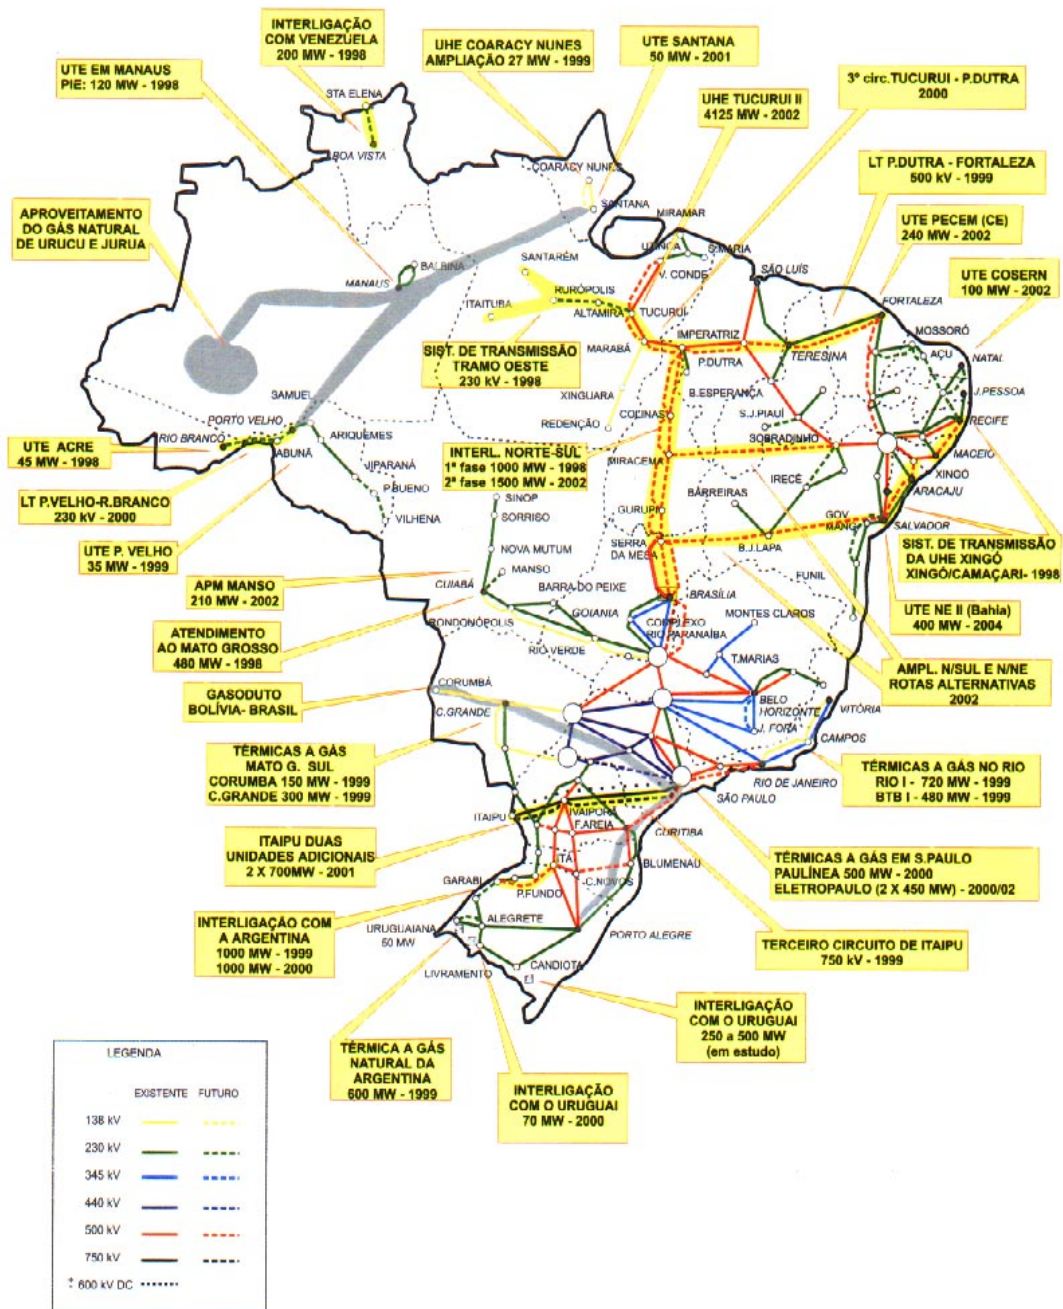 INTERLIGAÇÃO
COM VENEZUELA
200 MW - 1998
UHE COARACY NUNES
AMPLIAÇÃO 27 MW - 1999
UTE SANTANA
50 MW - 2001
UTE EM MANAUS
PIE: 120 MW - 1998
3º circ.TUCURUI - P.DUTRA
2000
UHE TUCURUI II
4125 MW - 2002
LT P.DUTRA - FORTALEZA
500 kV - 1999
APROVEITAMENTO
DO GÁS NATURAL
DE URUCU E JURUA
UTE PECEM (CE)
240 MW - 2002
UTE COSERN
100 MW - 2002
STA ELENA
BOA VISTA
COARACY NUNES
SANTANA
MIRAMAR
UTINGA
S.MARIA
V. CONDE
SANTARÉM
BALBINA
MANAUS
SÃO LUÍS
RURÓPOLIS
ITAITUBA
ALTAMIRA
TUCURUÍ
FORTALEZA
IMPERATRIZ
MARABÁ
P.DUTRA
TERESINA
MOSSORÓ
AÇU
NATAL
SIST. DE TRANSMISSÃO
TRAMO OESTE
230 kV - 1998
XINGUARA
B.ESPERANÇA
J.PESSOA
SAMUEL
PORTO VELHO
RIO BRANCO
REDENÇÃO
COLINAS
S.J.PIAUÍ
RECIFE
UTE ACRE
45 MW - 1998
ABUNÃ
ARIQUEMES
SOBRADINHO
MACEIO
INTERL. NORTE-SUL
1ª fase 1000 MW - 1998
2ª fase 1500 MW - 2002
MIRACEMA
JIPARANÁ
IRECÊ
XINGÓ
P.BUENO
ARACAJU
LT P.VELHO-R.BRANCO
230 kV - 2000
SINOP
BARREIRAS
VILHENA
SORRISO
GURUPI
GOV.
MANG.
SALVADOR
UTE P. VELHO
35 MW - 1999
SERRA
DA MESA
NOVA MUTUM
B.J.LAPA
SIST. DE TRANSMISSÃO
DA UHE XINGÓ
XINGÓ/CAMAÇARI- 1998
MANSO
FUNIL
APM MANSO
210 MW - 2002
CUIABÁ
BARRA DO PEIXE
BRASÍLIA
GOIANIA
MONTES CLAROS
UTE NE II (Bahia)
400 MW - 2004
RONDONÓPOLIS
COMPLEXO
RIO PARANAÍBA
ATENDIMENTO
AO MATO GROSSO
480 MW - 1998
RIO VERDE
T.MARIAS
AMPL. N/SUL E N/NE
ROTAS ALTERNATIVAS
2002
GASODUTO
BOLÍVIA- BRASIL
CORUMBÁ
BELO
HORIZONTE
VITÓRIA
C.GRANDE
J. FORA
CAMPOS
TÉRMICAS A GÁS
MATO G. SUL
CORUMBA 150 MW - 1999
C.GRANDE 300 MW - 1999
TÉRMICAS A GÁS NO RIO
RIO I - 720 MW - 1999
BTB I - 480 MW - 1999
RIO DE JANEIRO
SÃO PAULO
ITAIPU
IVAIPORÃ
F.AREIA
CURITIBA
ITAIPU DUAS
UNIDADES ADICIONAIS
2 X 700MW - 2001
TÉRMICAS A GÁS EM S.PAULO
PAULÍNEA 500 MW - 2000
ELETROPAULO (2 X 450 MW) - 2000/02
ITÁ
BLUMENAU
GARABI
C.NOVOS
P.FUNDO
INTERLIGAÇÃO COM
A ARGENTINA
1000 MW - 1999
1000 MW - 2000
ALEGRETE
URUGUAIANA
50 MW
PORTO ALEGRE
TERCEIRO CIRCUITO DE ITAIPU
750 kV - 1999
LIVRAMENTO
CANDIOTA
INTERLIGAÇÃO
COM O URUGUAI
250 a 500 MW
(em estudo)
TÉRMICA A GÁS
NATURAL DA
ARGENTINA
600 MW - 1999
INTERLIGAÇÃO
COM O URUGUAI
70 MW - 2000
LEGENDA
EXISTENTE FUTURO
138 kV
230 kV
345 kV
440 kV
500 kV
750 kV
± 600 kV DC